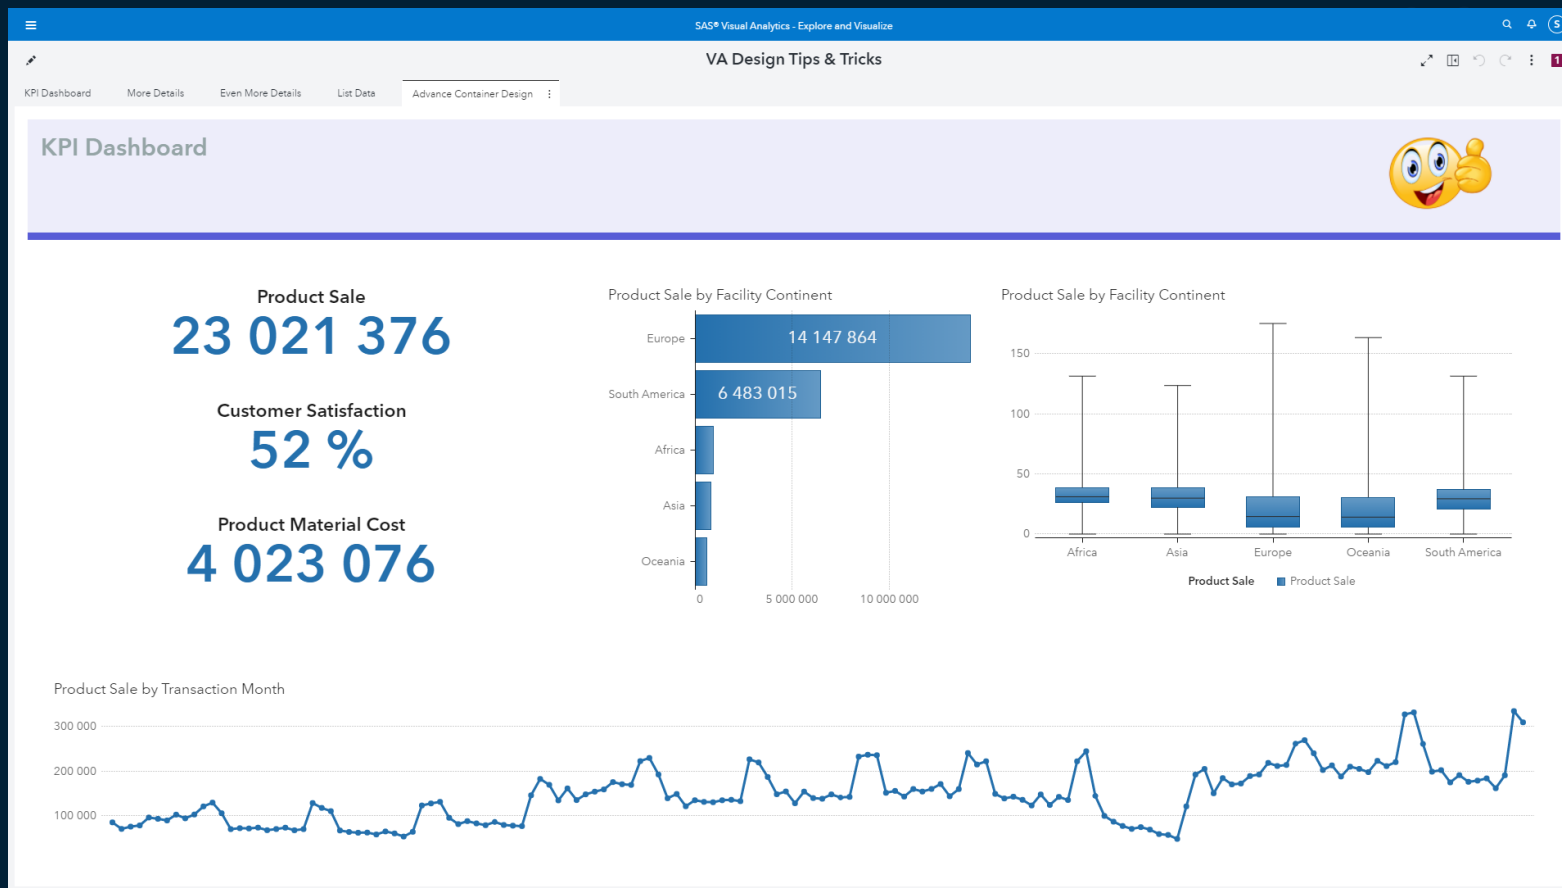 SAS® Visual Analytics - Explore and Visualize
S
VA Design Tips & Tricks
1
KPI Dashboard
More Details
Even More Details
List Data
Advance Container Design
KPI Dashboard
Product Sale
23 021 376
Customer Satisfaction
52 %
Product Material Cost
4 023 076
Product Sale by Facility Continent
Europe
14 147 864
South America
6 483 015
Africa
Asia
Oceania
0 5 000 000 10 000 000
Product Sale by Facility Continent
150
100
50
0
Africa Asia Europe Oceania South America
Product Sale Product Sale
Product Sale by Transaction Month
300 000
200 000
100 000